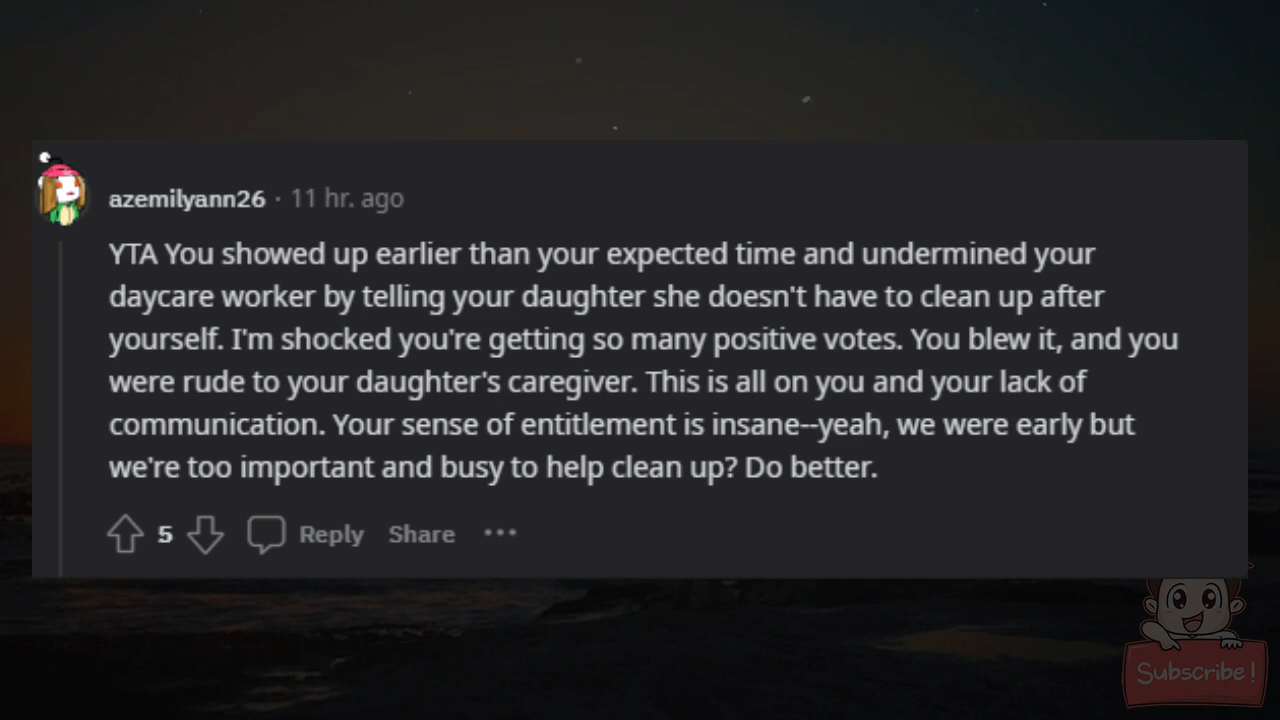 azemilyann26 · 11 hr. ago
YTA You showed up earlier than your expected time and undermined your
daycare worker by telling your daughter she doesn't have to clean up after
yourself. I'm shocked you're getting so many positive votes. You blew it, and you
were rude to your daughter's caregiver. This is all on you and your lack of
communication. Your sense of entitlement is insane--yeah, we were early but
we're too important and busy to help clean up? Do better.
5 Reply Share ···
Subscribe!